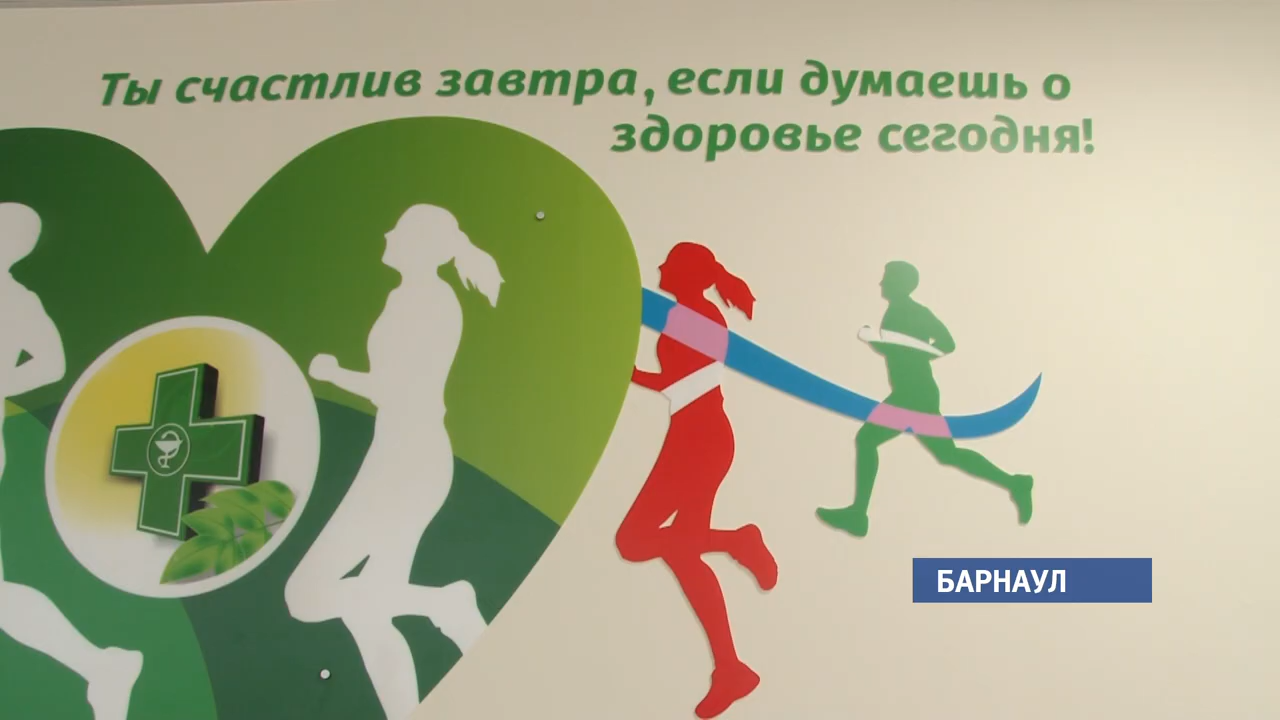 Ты счастлив завтра, если думаешь о
здоровье сегодня!
БАРНАУЛ